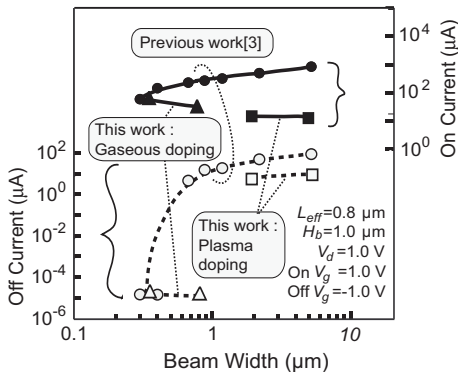 Previous work[3]
This work :
Gaseous doping
This work :
Plasma
doping
L_eff=0.8 µm
H_b=1.0 µm
V_d=1.0 V
On V_g=1.0 V
Off V_g=-1.0 V
Off Current (µA)
10^2
10^0
10^-2
10^-4
10^-6
On Current (µA)
10^6
10^4
10^2
10^0
0.1
1
10
Beam Width (µm)